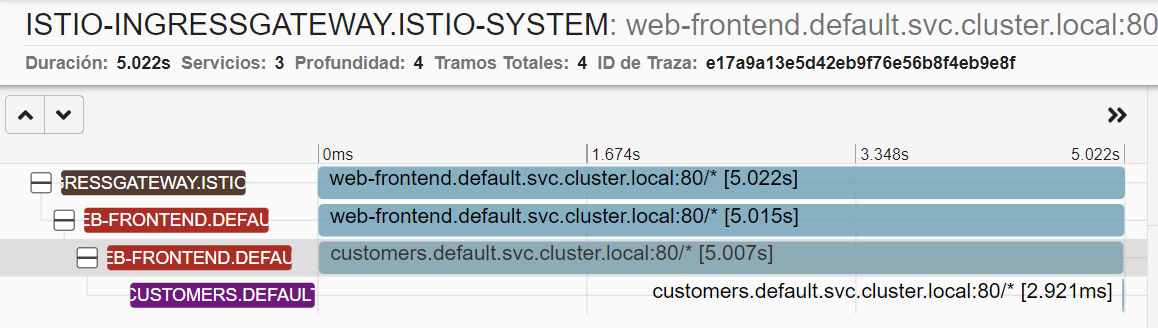 ISTIO-INGRESSGATEWAY.ISTIO-SYSTEM: web-frontend.default.svc.cluster.local:80
Duración: 5.022s Servicios: 3 Profundidad: 4 Tramos Totales: 4 ID de Traza: e17a9a13e5d42eb9f76e56b8f4eb9e8f
0ms 1.674s 3.348s 5.022s
GRESSGATEWAY.ISTIO web-frontend.default.svc.cluster.local:80/* [5.022s]
EB-FRONTEND.DEFAU web-frontend.default.svc.cluster.local:80/* [5.015s]
EB-FRONTEND.DEFAU customers.default.svc.cluster.local:80/* [5.007s]
CUSTOMERS.DEFAULT customers.default.svc.cluster.local:80/* [2.921ms]